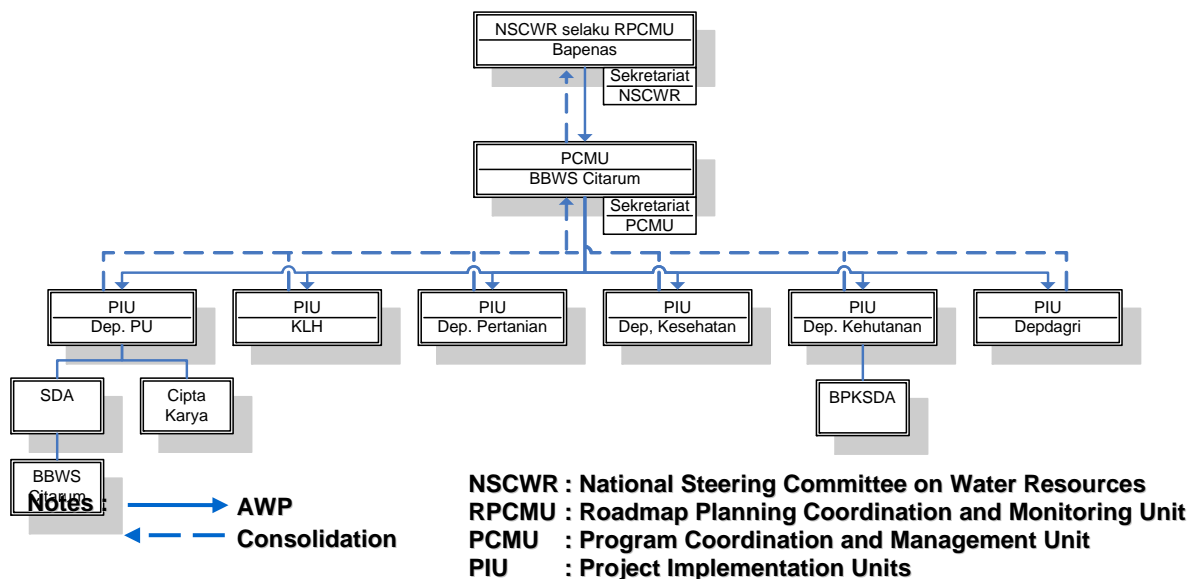 NSCWR selaku RPCMU
Bapenas
Sekretariat
NSCWR
PCMU
BBWS Citarum
Sekretariat
PCMU
PIU
Dep. PU
PIU
KLH
PIU
Dep. Pertanian
PIU
Dep, Kesehatan
PIU
Dep. Kehutanan
PIU
Depdagri
SDA
Cipta
Karya
BPKSDA
BBWS
Citarum
Notes :
AWP
Consolidation
NSCWR : National Steering Committee on Water Resources
RPCMU : Roadmap Planning Coordination and Monitoring Unit
PCMU : Program Coordination and Management Unit
PIU : Project Implementation Units